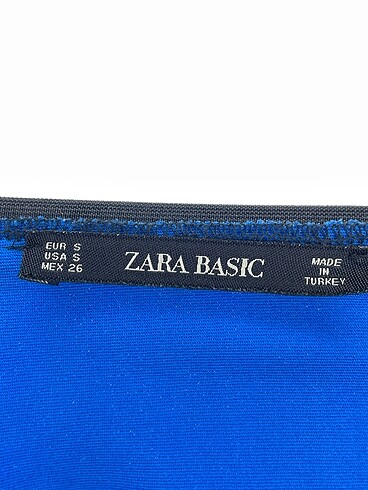 EUR S
USA S
MEX 26
ZARA BASIC
MADE
IN
TURKEY